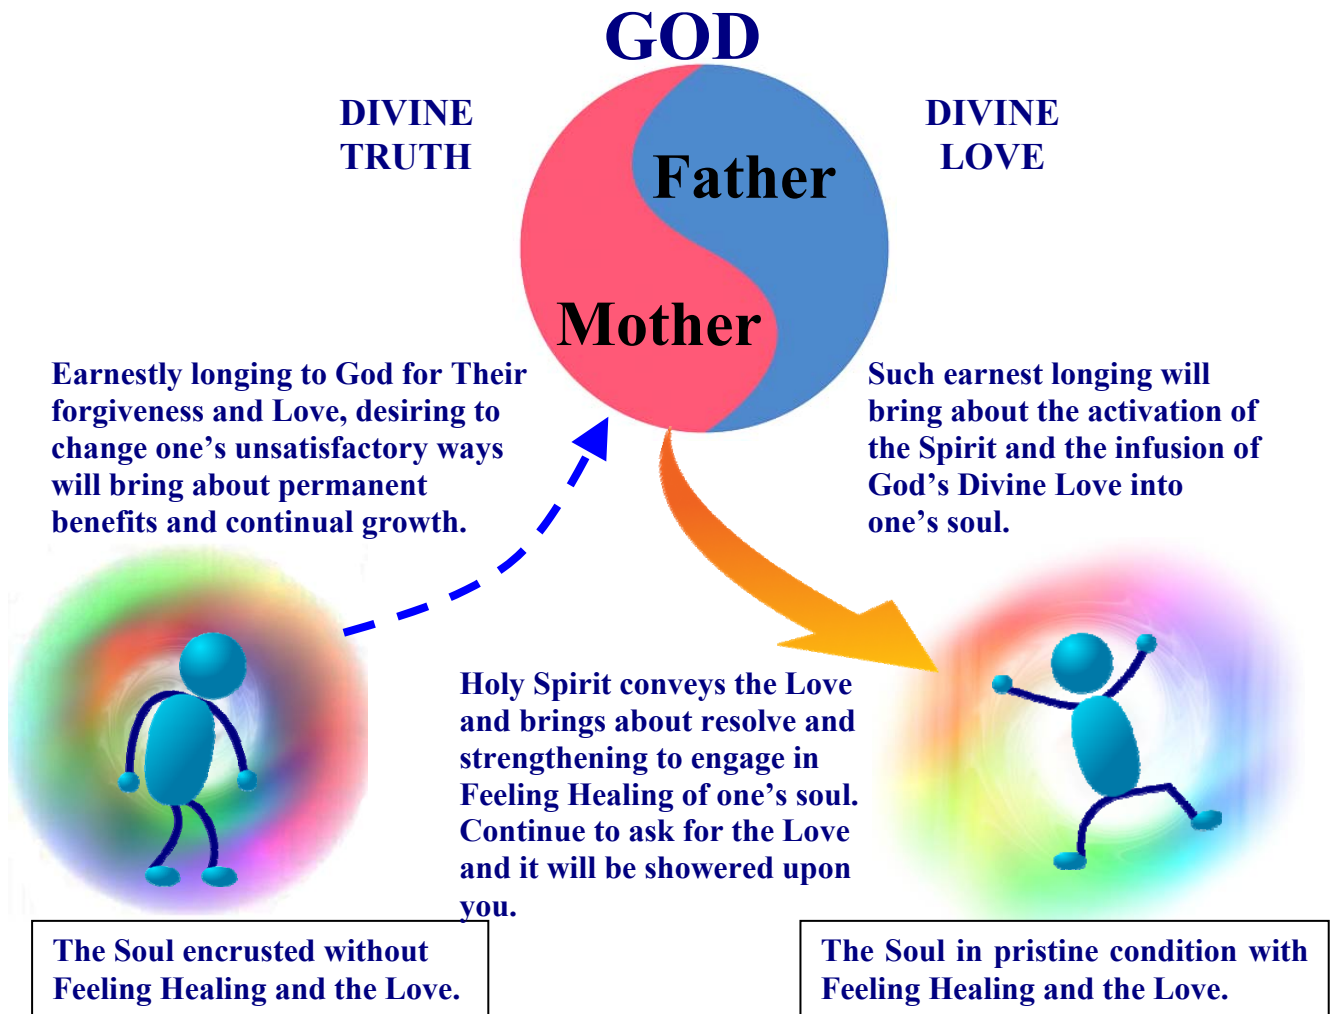 GOD
DIVINE
TRUTH
DIVINE
LOVE
Father
Mother
Earnestly longing to God for Their
forgiveness and Love, desiring to
change one’s unsatisfactory ways
will bring about permanent
benefits and continual growth.
Such earnest longing will
bring about the activation of
the Spirit and the infusion of
God’s Divine Love into
one’s soul.
Holy Spirit conveys the Love
and brings about resolve and
strengthening to engage in
Feeling Healing of one’s soul.
Continue to ask for the Love
and it will be showered upon
you.
The Soul encrusted without
Feeling Healing and the Love.
The Soul in pristine condition with
Feeling Healing and the Love.